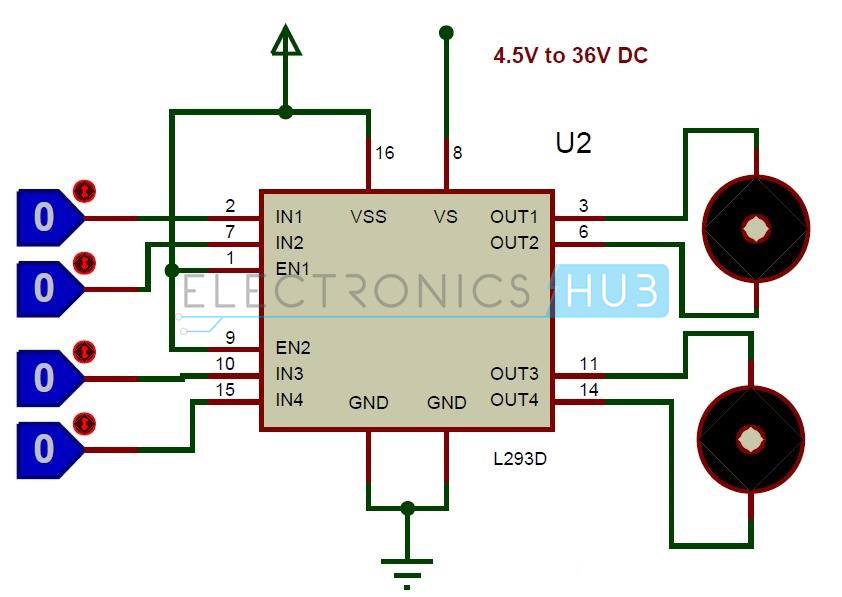 4.5V to 36V DC
U2
16
8
0
2
IN1
VSS
VS
OUT1
3
7
IN2
OUT2
6
0
1
EN1
ELECTRONICS HUB
9
EN2
0
10
IN3
OUT3
11
15
IN4
GND
GND
OUT4
14
0
L293D